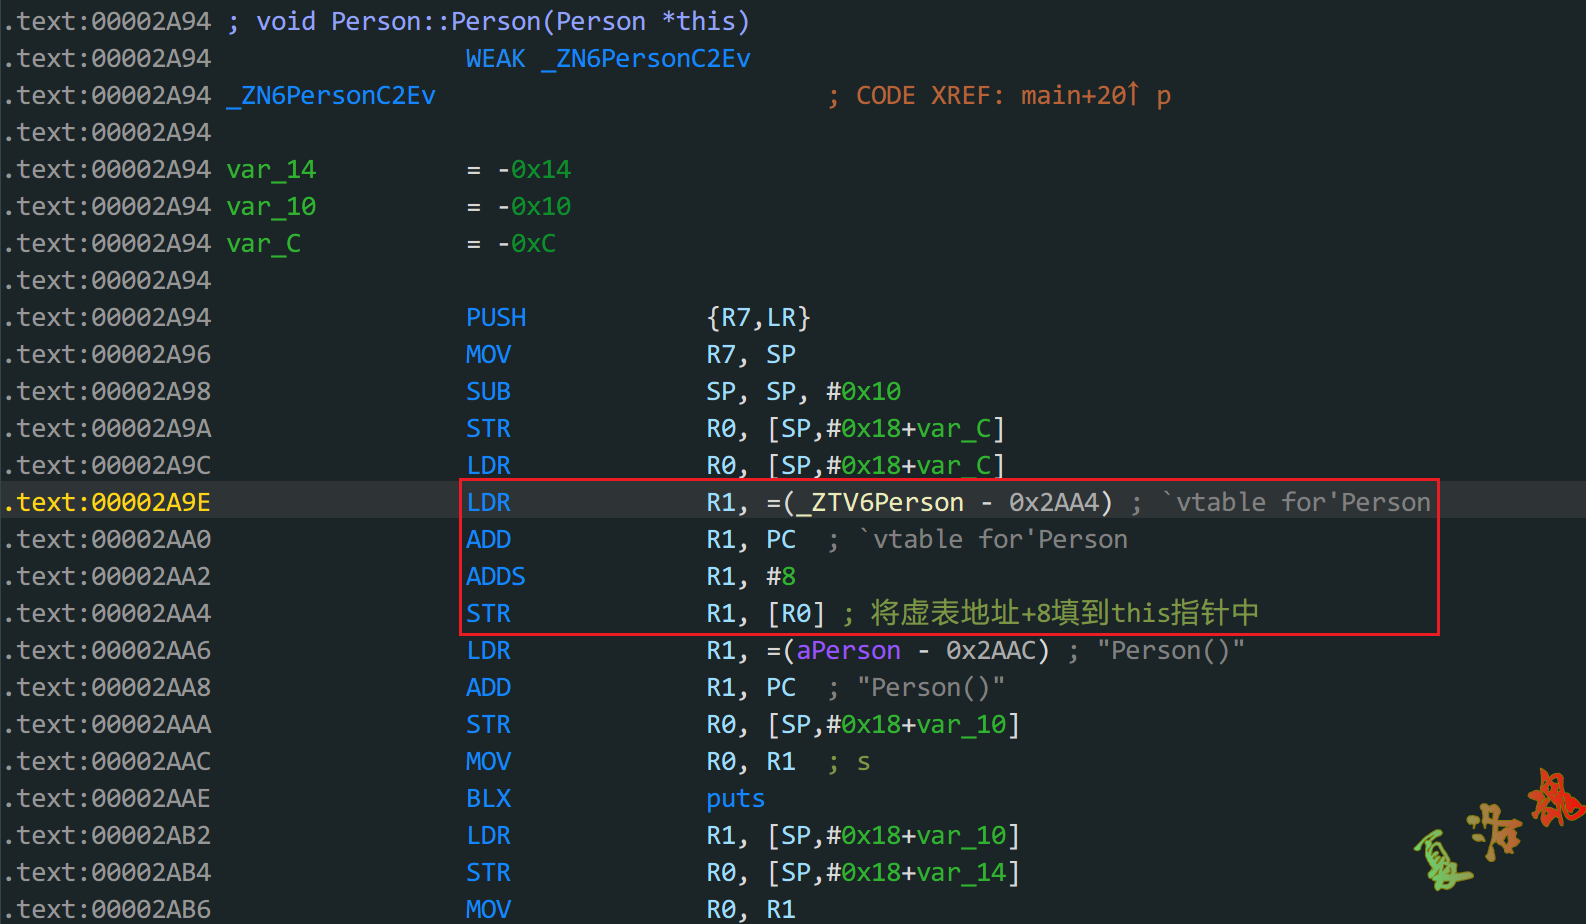 .text:00002A94 ; void Person::Person(Person *this)
.text:00002A94 WEAK _ZN6PersonC2Ev
.text:00002A94 _ZN6PersonC2Ev ; CODE XREF: main+20↑ p
.text:00002A94
.text:00002A94 var_14 = -0x14
.text:00002A94 var_10 = -0x10
.text:00002A94 var_C = -0xC
.text:00002A94
.text:00002A94 PUSH {R7,LR}
.text:00002A96 MOV R7, SP
.text:00002A98 SUB SP, SP, #0x10
.text:00002A9A STR R0, [SP,#0x18+var_C]
.text:00002A9C LDR R0, [SP,#0x18+var_C]
.text:00002A9E LDR R1, =(_ZTV6Person - 0x2AA4) ; `vtable for'Person
.text:00002AA0 ADD R1, PC ; `vtable for'Person
.text:00002AA2 ADDS R1, #8
.text:00002AA4 STR R1, [R0] ; 将虚表地址+8填到this指针中
.text:00002AA6 LDR R1, =(aPerson - 0x2AAC) ; "Person()"
.text:00002AA8 ADD R1, PC ; "Person()"
.text:00002AAA STR R0, [SP,#0x18+var_10]
.text:00002AAC MOV R0, R1 ; s
.text:00002AAE BLX puts
.text:00002AB2 LDR R1, [SP,#0x18+var_10]
.text:00002AB4 STR R0, [SP,#0x18+var_14]
.text:00002AB6 MOV R0, R1